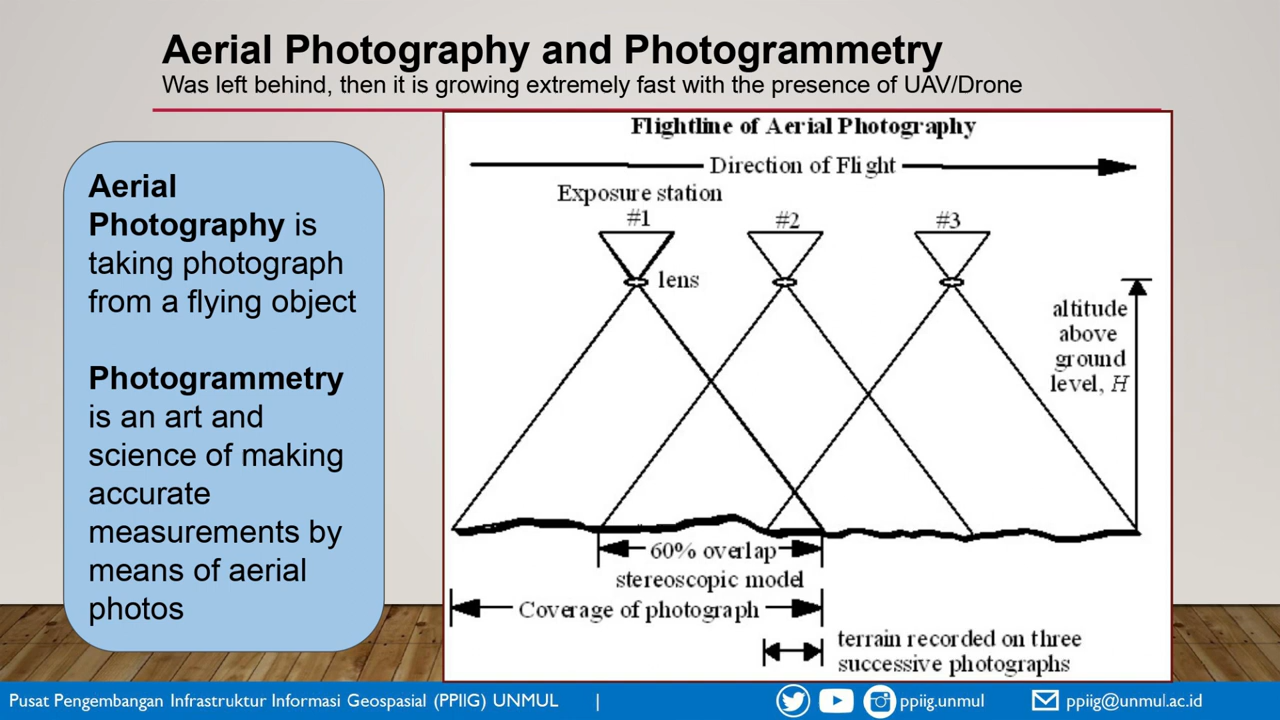 Aerial Photography and Photogrammetry
Was left behind, then it is growing extremely fast with the presence of UAV/Drone
Aerial
Photography is
taking photograph
from a flying object
Photogrammetry
is an art and
science of making
accurate
measurements by
means of aerial
photos
Flightline of Aerial Photography
Direction of Flight
Exposure station
#1
#2
#3
lens
altitude
above
ground
level, H
60% overlap
stereoscopic model
Coverage of photograph
terrain recorded on three
successive photographs
Pusat Pengembangan Infrastruktur Informasi Geospasial (PPIIG) UNMUL |
ppiig.unmul
ppiig@unmul.ac.id